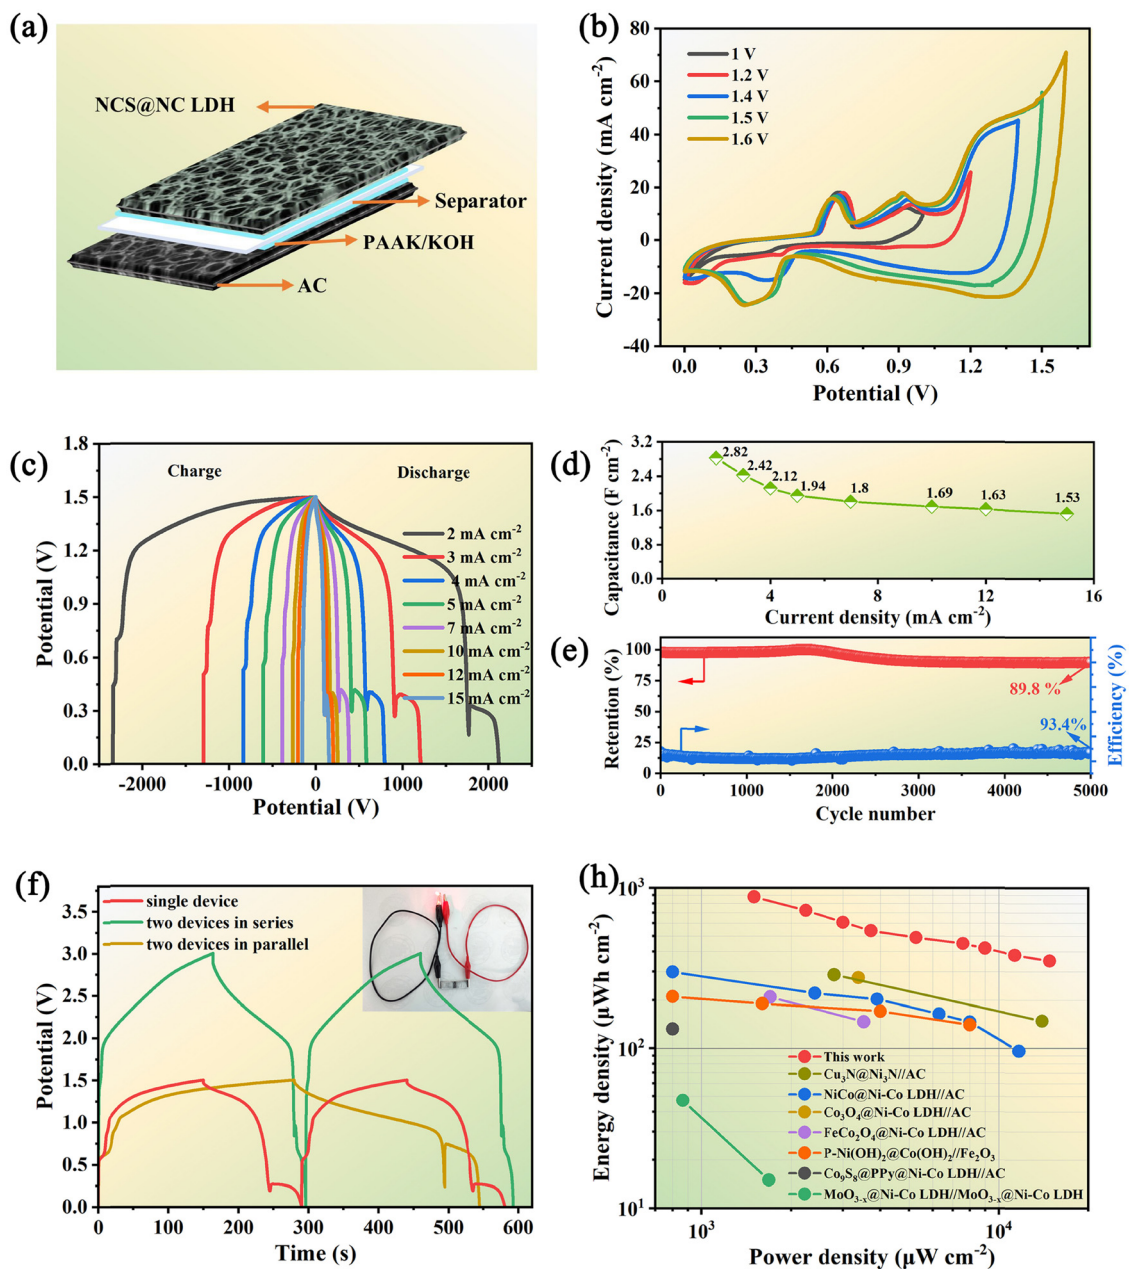 (a)
NCS@NC LDH
Separator
PAAK/KOH
AC
(b)
80
60
40
20
0
-20
-40
Current density (mA cm-2)
1 V
1.2 V
1.4 V
1.5 V
1.6 V
0.0 0.3 0.6 0.9 1.2 1.5
Potential (V)
(c)
1.8
1.5
1.2
0.9
0.6
0.3
0.0
Potential (V)
Charge
Discharge
2 mA cm-2
3 mA cm-2
4 mA cm-2
5 mA cm-2
7 mA cm-2
10 mA cm-2
12 mA cm-2
15 mA cm-2
-2000 -1000 0 1000 2000
Potential (V)
(d)
3.2
2.4
1.6
0.8
0.0
Capacitance (F cm-2)
2.82
2.42
2.12
1.94
1.8
1.69
1.63
1.53
0 4 8 12 16
Current density (mA cm-2)
(e)
100
75
50
25
0
Retention (%)
89.8 %
93.4%
Efficiency (%)
0 1000 2000 3000 4000 5000
Cycle number
(f)
3.5
3.0
2.5
2.0
1.5
1.0
0.5
0.0
Potential (V)
single device
two devices in series
two devices in parallel
0 100 200 300 400 500 600
Time (s)
(h)
103
102
101
Energy density (μWh cm-2)
This work
Cu3N@Ni3N//AC
NiCo@Ni-Co LDH//AC
Co3O4@Ni-Co LDH//AC
FeCo2O4@Ni-Co LDH//AC
P-Ni(OH)2@Co(OH)2//Fe2O3
Co9S8@PPy@Ni-Co LDH//AC
MoO3-x@Ni-Co LDH//MoO3-x@Ni-Co LDH
103 104
Power density (μW cm-2)